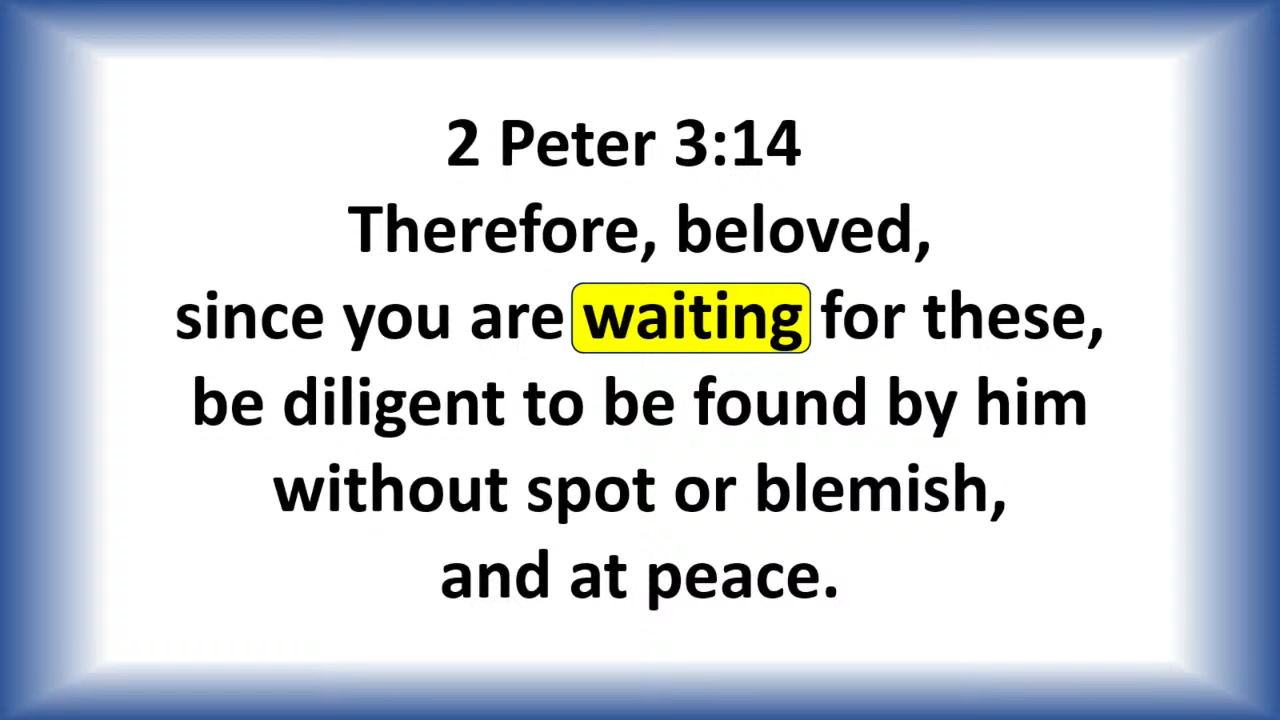 2 Peter 3:14
Therefore, beloved,
since you are waiting for these,
be diligent to be found by him
without spot or blemish,
and at peace.